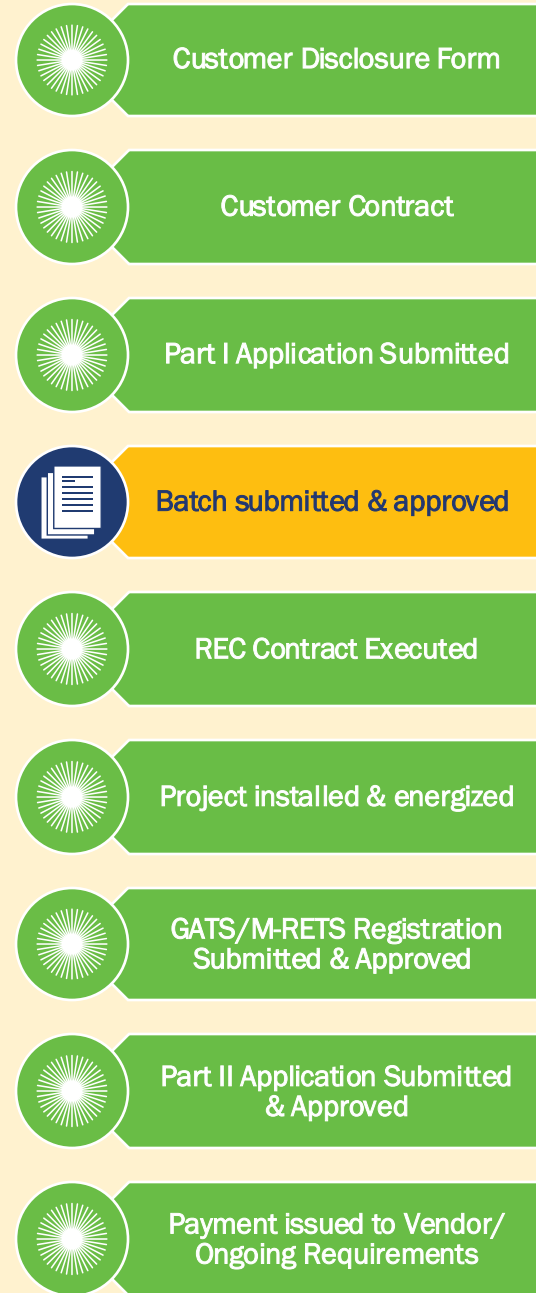 Customer Disclosure Form
Customer Contract
Part I Application Submitted
Batch submitted & approved
REC Contract Executed
Project installed & energized
GATS/M-RETS Registration
Submitted & Approved
Part II Application Submitted
& Approved
Payment issued to Vendor/
Ongoing Requirements